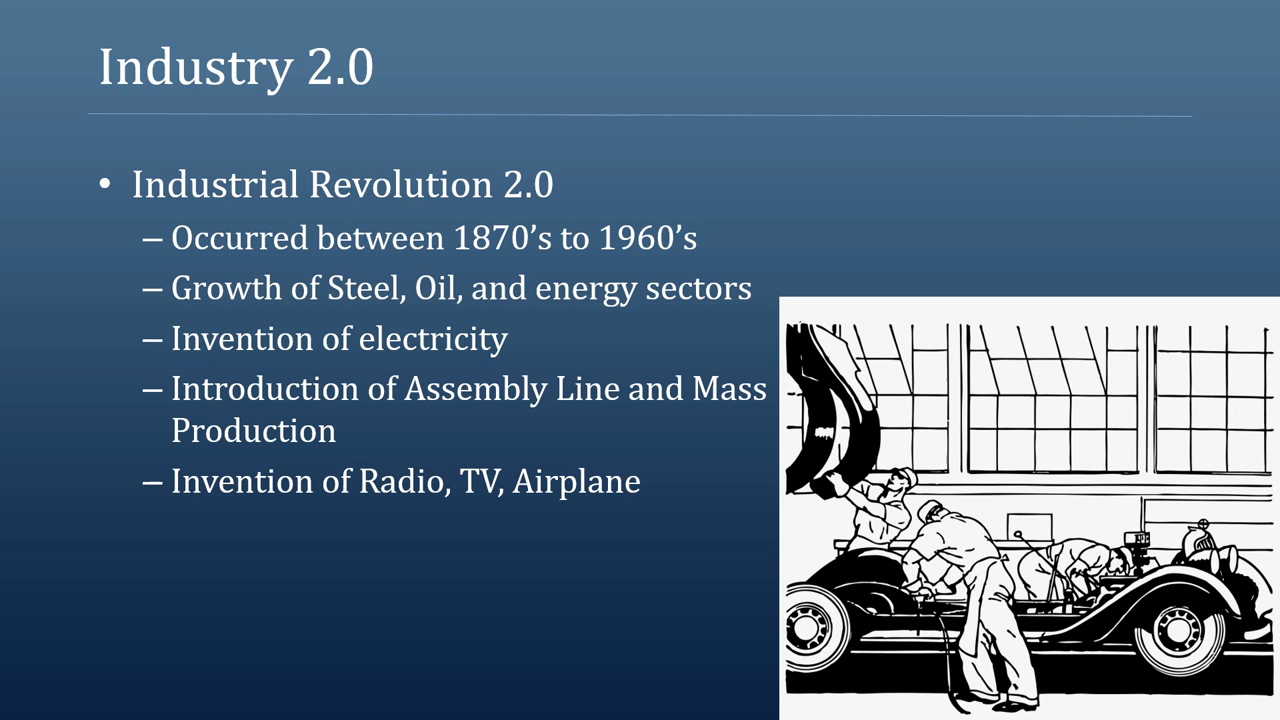 Industry 2.0
• Industrial Revolution 2.0
– Occurred between 1870’s to 1960’s
– Growth of Steel, Oil, and energy sectors
– Invention of electricity
– Introduction of Assembly Line and Mass
Production
– Invention of Radio, TV, Airplane